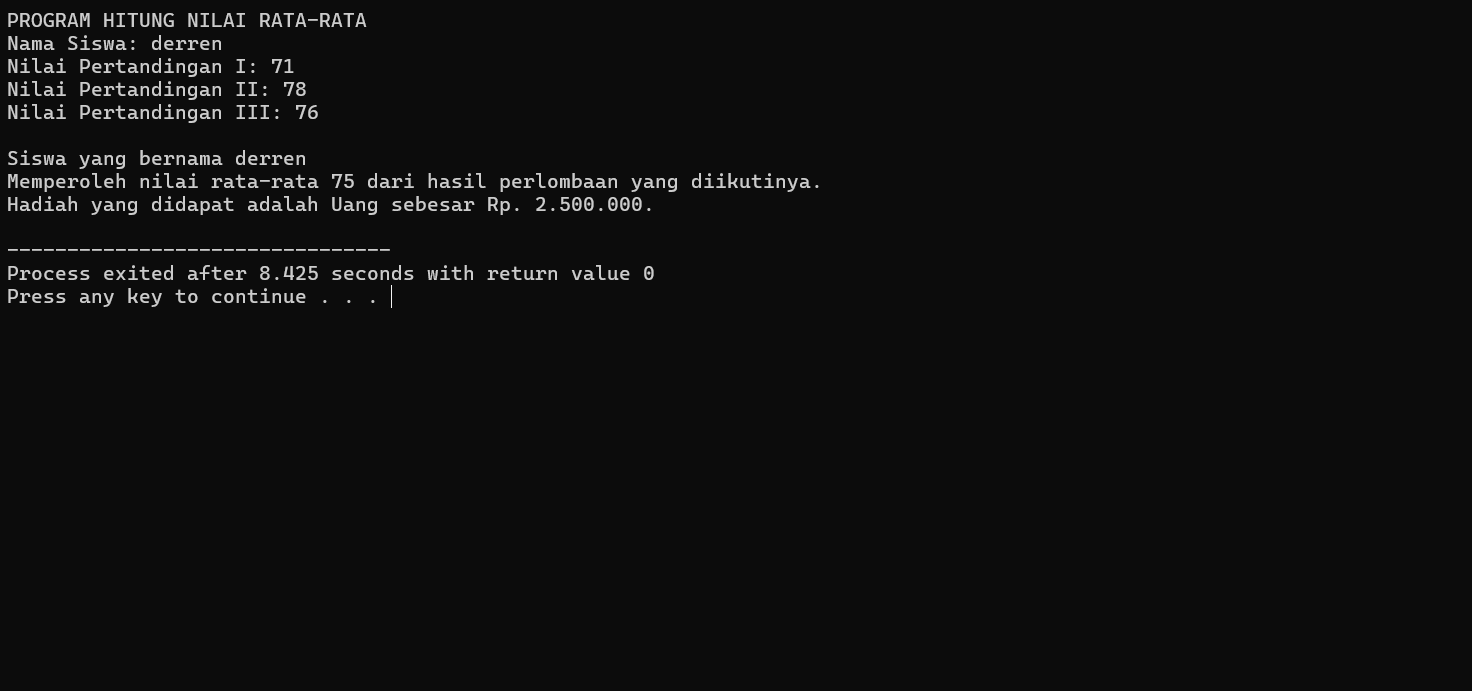 PROGRAM HITUNG NILAI RATA-RATA
Nama Siswa: derren
Nilai Pertandingan I: 71
Nilai Pertandingan II: 78
Nilai Pertandingan III: 76
Siswa yang bernama derren
Memperoleh nilai rata-rata 75 dari hasil perlombaan yang diikutinya.
Hadiah yang didapat adalah Uang sebesar Rp. 2.500.000.
--------------------------------
Process exited after 8.425 seconds with return value 0
Press any key to continue . . .